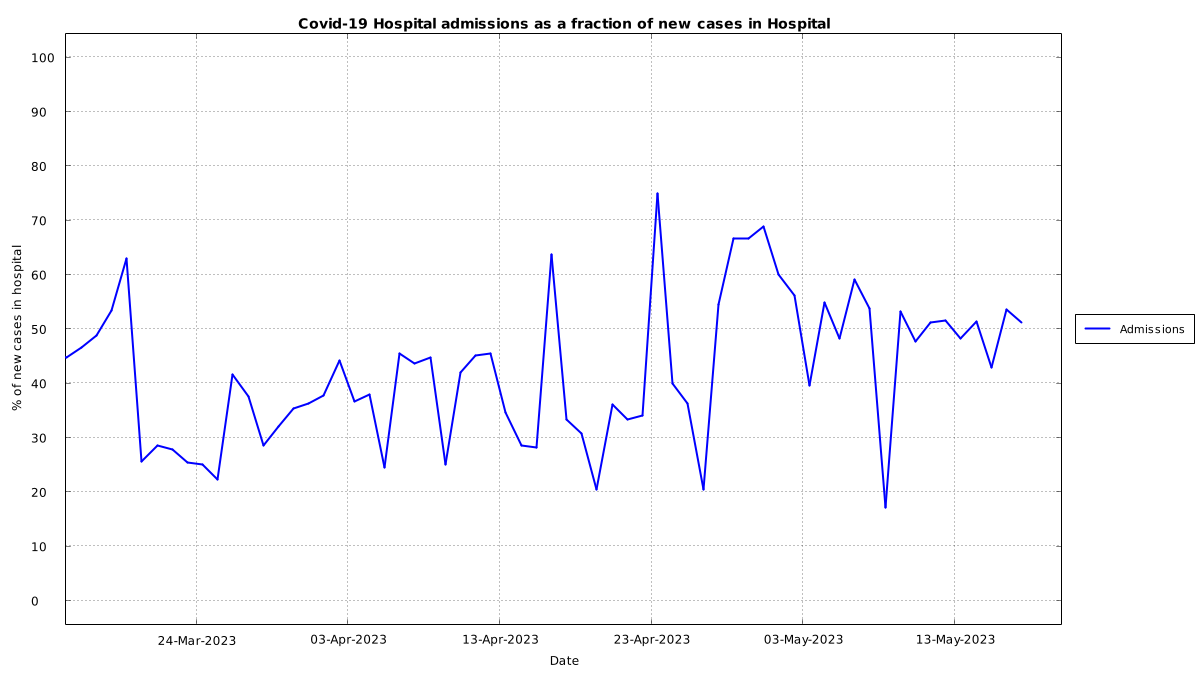 Covid-19 Hospital admissions as a fraction of new cases in Hospital
100
90
80
70
60
50
40
30
20
10
0
% of new cases in hospital
24-Mar-2023
03-Apr-2023
13-Apr-2023
23-Apr-2023
03-May-2023
13-May-2023
Date
Admissions